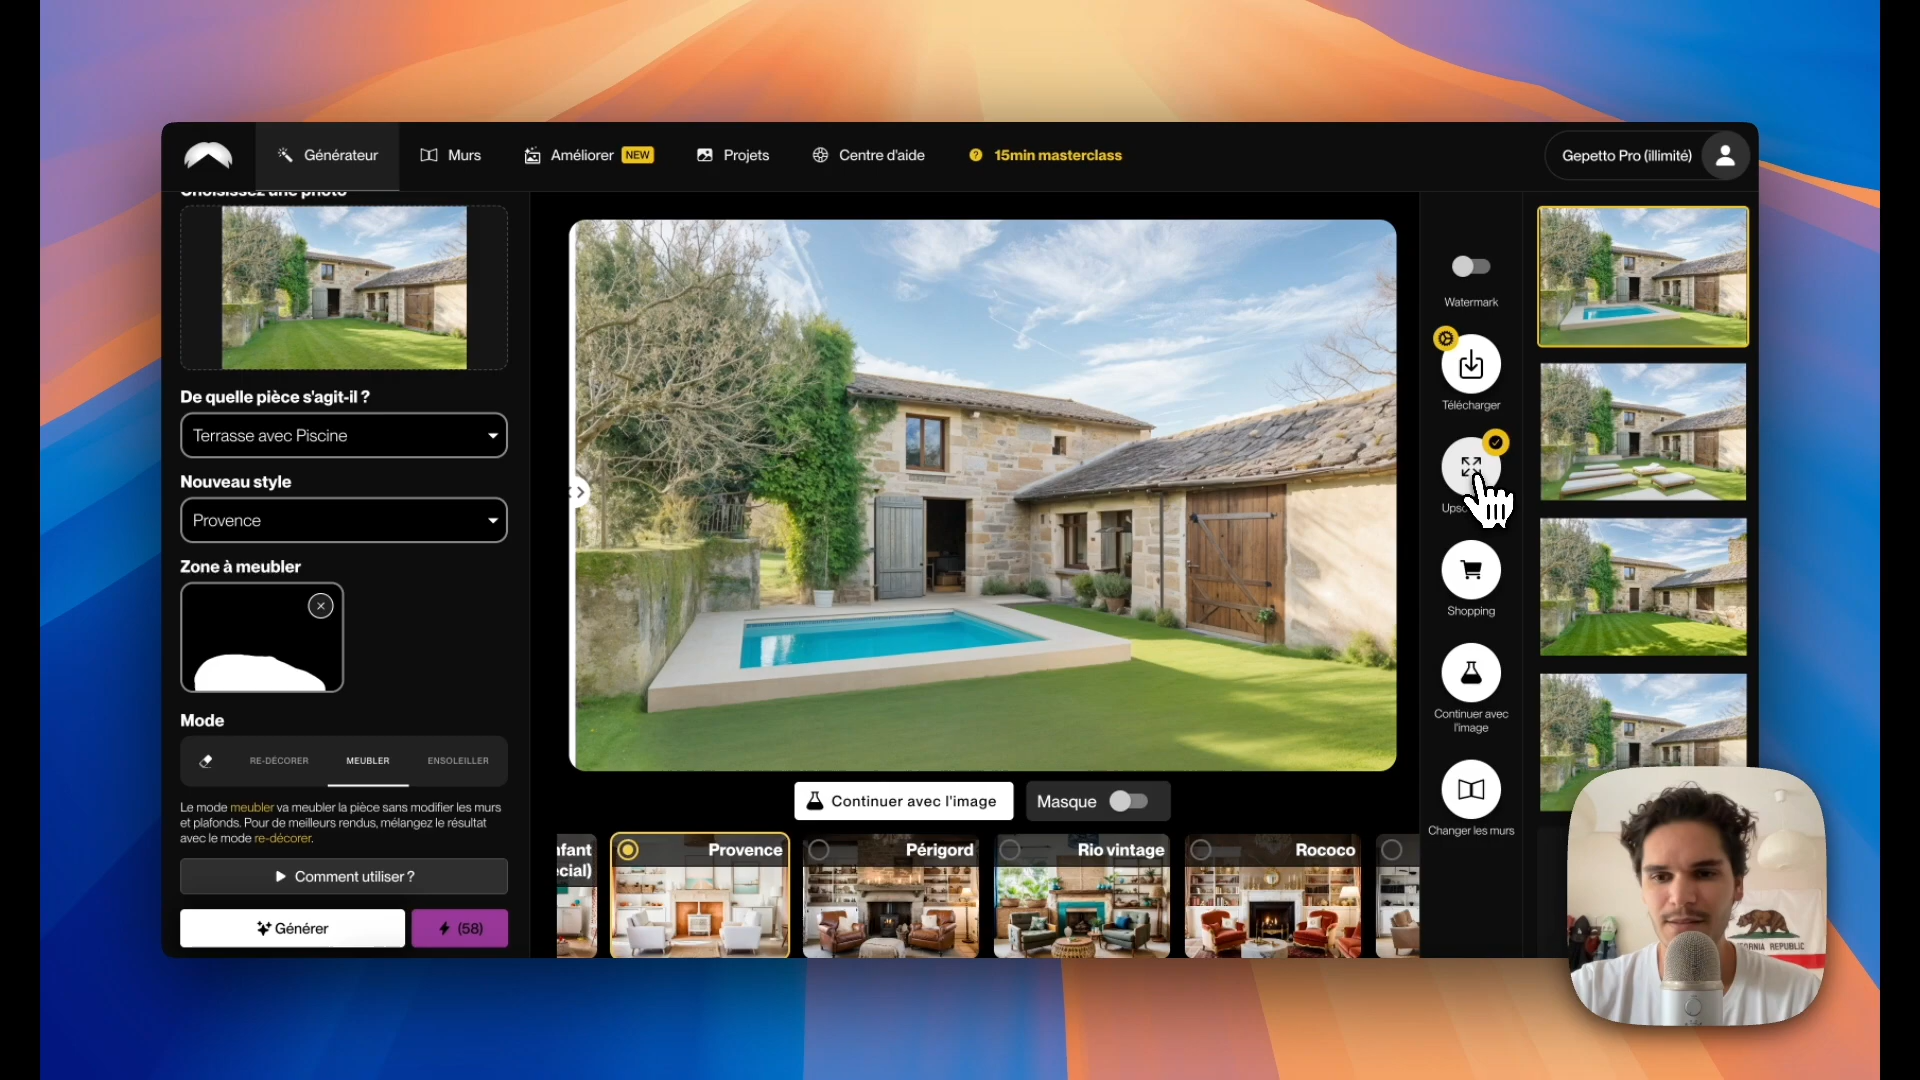 Générateur
Murs
Améliorer NEW
Projets
Centre d'aide
? 15min masterclass
Gepetto Pro (illimité)
Choisissez une photo
De quelle pièce s'agit-il ?
Terrasse avec Piscine
Nouveau style
Provence
Zone à meubler
Mode
RE-DÉCORER MEUBLER ENSOLEILLER
Le mode meubler va meubler la pièce sans modifier les murs
et plafonds. Pour de meilleurs rendus, mélangez le résultat
avec le mode re-décorer.
Comment utiliser ?
Générer
(58)
Continuer avec l'image
Masque
Provence
Périgord
Rio vintage
Rococo
Watermark
Télécharger
Shopping
Continuer avec
l'image
Changer les murs
REPUBLIC